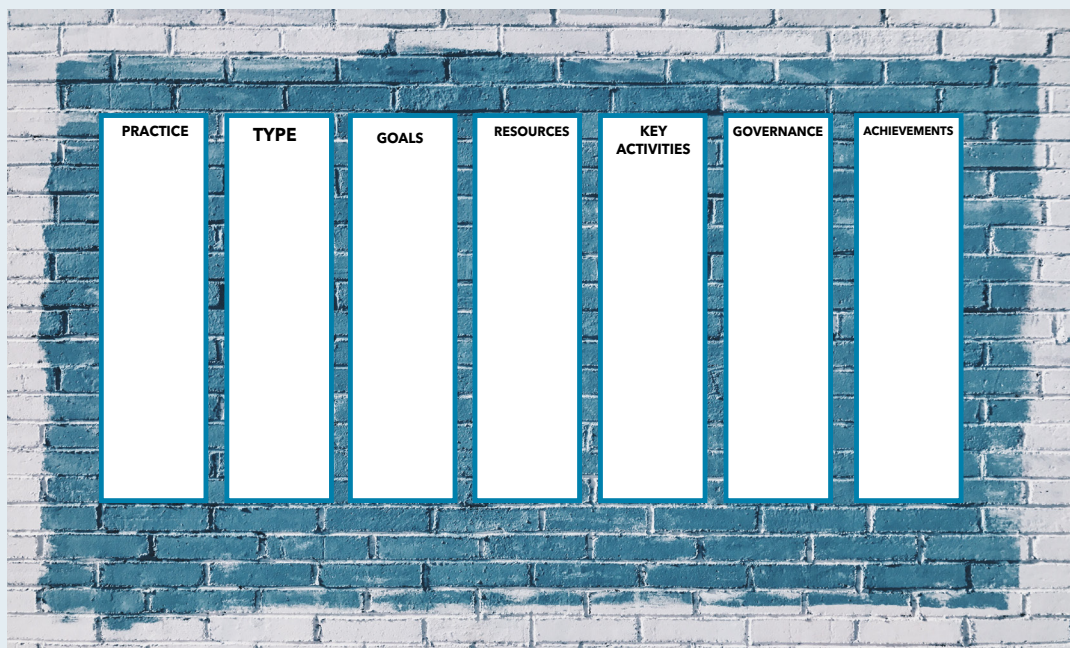 PRACTICE
TYPE
GOALS
RESOURCES
KEY
ACTIVITIES
GOVERNANCE
ACHIEVEMENTS